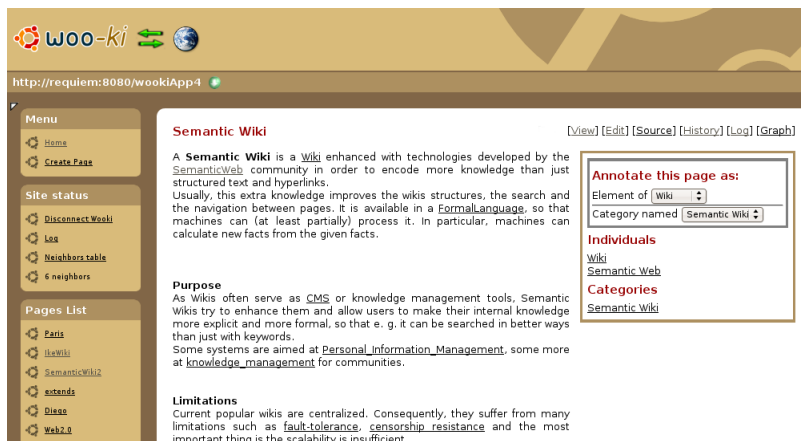 woo-ki
http://requiem:8080/wookiApp4
Menu
Home
Create Page
Site status
Disconnect Wooki
Log
Neighbors table
6 neighbors
Pages List
Paris
IkeWiki
SemanticWiki2
extends
Diego
Web2.0
Semantic Wiki
[View] [Edit] [Source] [History] [Log] [Graph]
A Semantic Wiki is a Wiki enhanced with technologies developed by the
SemanticWeb community in order to encode more knowledge than just
structured text and hyperlinks.
Usually, this extra knowledge improves the wikis structures, the search and
the navigation between pages. It is available in a FormalLanguage, so that
machines can (at least partially) process it. In particular, machines can
calculate new facts from the given facts.
Purpose
As Wikis often serve as CMS or knowledge management tools, Semantic
Wikis try to enhance them and allow users to make their internal knowledge
more explicit and more formal, so that e. g. it can be searched in better ways
than just with keywords.
Some systems are aimed at Personal_Information_Management, some more
at knowledge_management for communities.
Limitations
Current popular wikis are centralized. Consequently, they suffer from many
limitations such as fault-tolerance, censorship resistance and the most
important thing is the scalability is insufficient.
Annotate this page as:
Element of Wiki
Category named Semantic Wiki
Individuals
Wiki
Semantic Web
Categories
Semantic Wiki